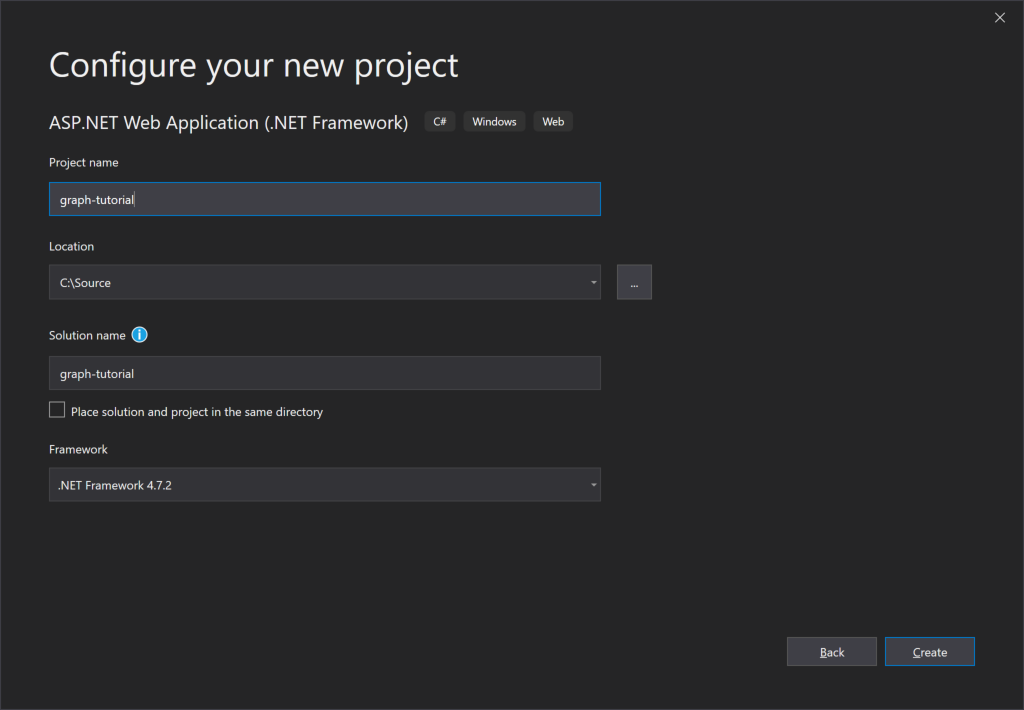 Configure your new project
ASP.NET Web Application (.NET Framework) C# Windows Web
Project name
graph-tutorial
Location
C:\Source
...
Solution name
graph-tutorial
Place solution and project in the same directory
Framework
.NET Framework 4.7.2
Back Create